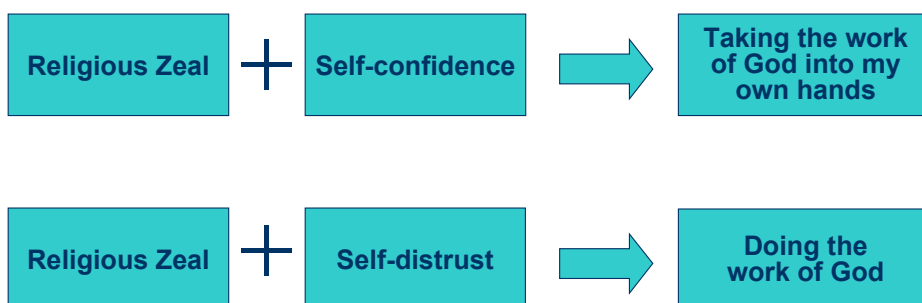 Religious Zeal + Self-confidence Taking the work
of God into my
own hands
Religious Zeal + Self-distrust Doing the
work of God